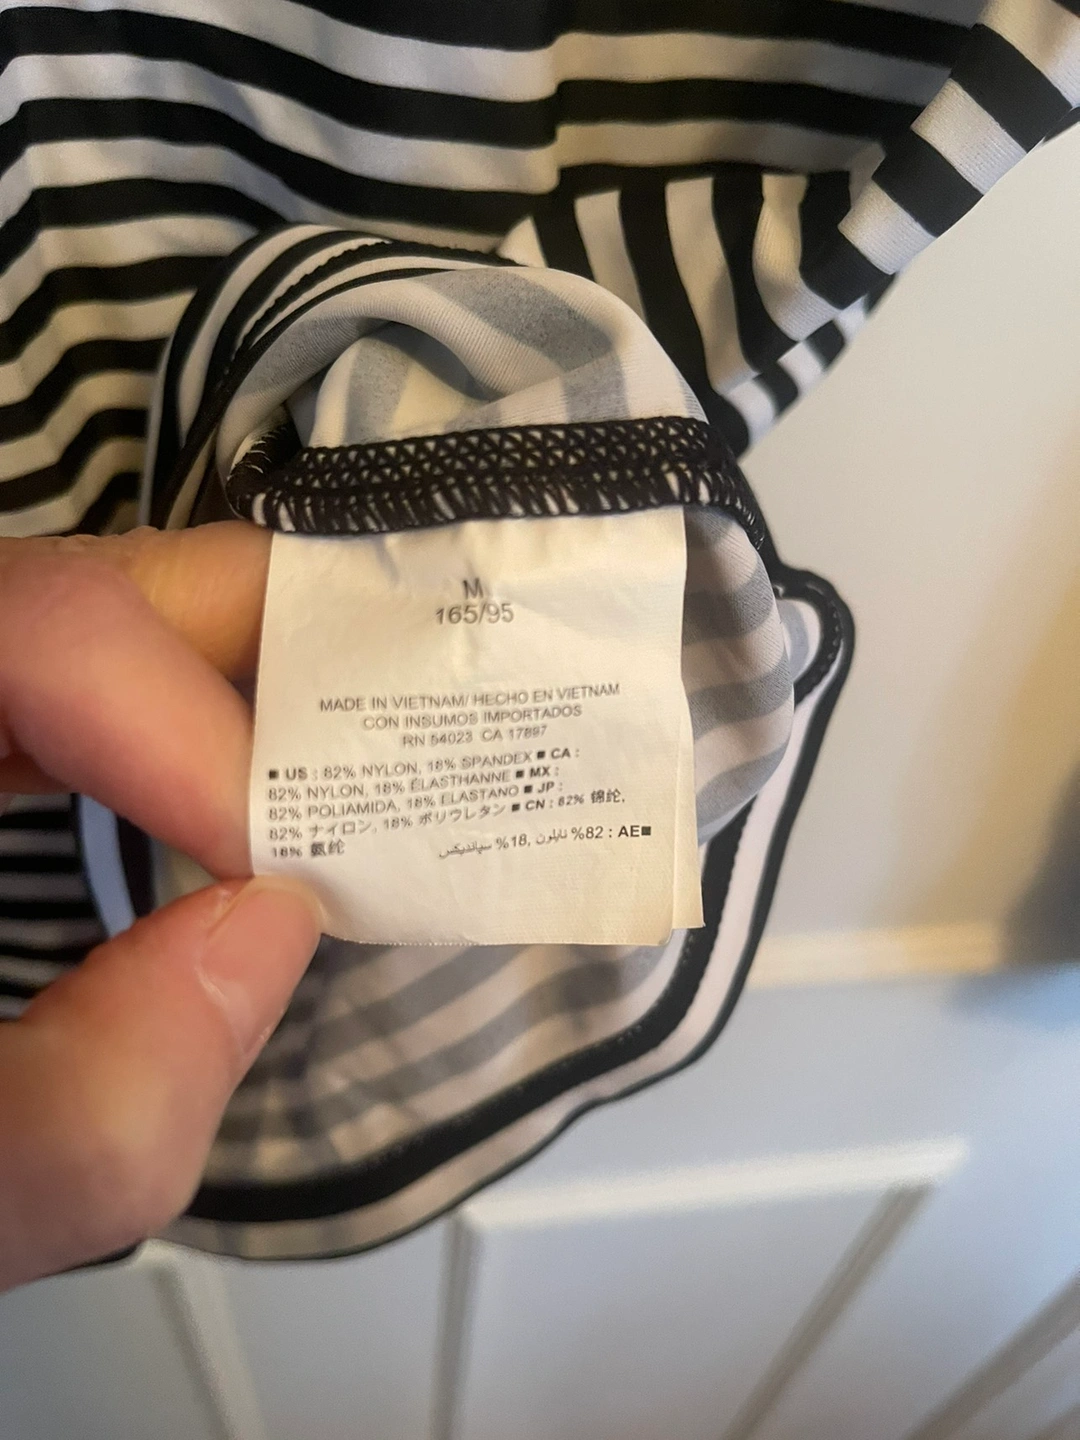 M
165/95
MADE IN VIETNAM/ HECHO EN VIETNAM
CON INSUMOS IMPORTADOS
RN 54023 CA 17897
■ US : 82% NYLON, 18% SPANDEX ■ CA :
82% NYLON, 18% ÉLASTHANNE ■ MX :
82% POLIAMIDA, 18% ELASTANO ■ JP :
82% ナイロン, 18% ポリウレタン ■ CN : 82% 锦纶,
18% 氨纶
■AE : 82% نايلون, 18% سپانديكس